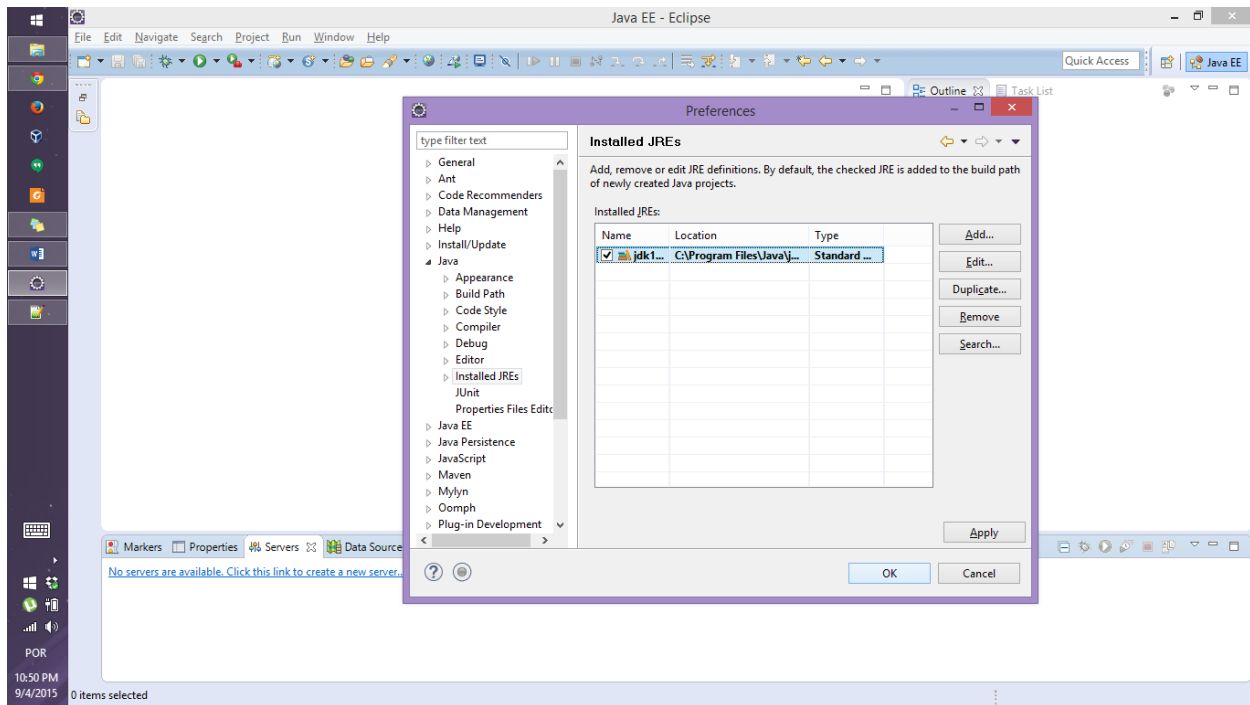 Java EE - Eclipse
File Edit Navigate Search Project Run Window Help
Quick Access
Java EE
Outline
Task List
Preferences
type filter text
General
Ant
Code Recommenders
Data Management
Help
Install/Update
Java
Appearance
Build Path
Code Style
Compiler
Debug
Editor
Installed JREs
JUnit
Properties Files Edito
Java EE
Java Persistence
JavaScript
Maven
Mylyn
Oomph
Plug-in Development
Installed JREs
Add, remove or edit JRE definitions. By default, the checked JRE is added to the build path
of newly created Java projects.
Installed JREs:
Name Location Type
jdk1... C:\Program Files\Java\j... Standard ...
Add...
Edit...
Duplicate...
Remove
Search...
Apply
OK Cancel
Markers Properties Servers Data Source
No servers are available. Click this link to create a new server..
POR
10:50 PM
9/4/2015
0 items selected